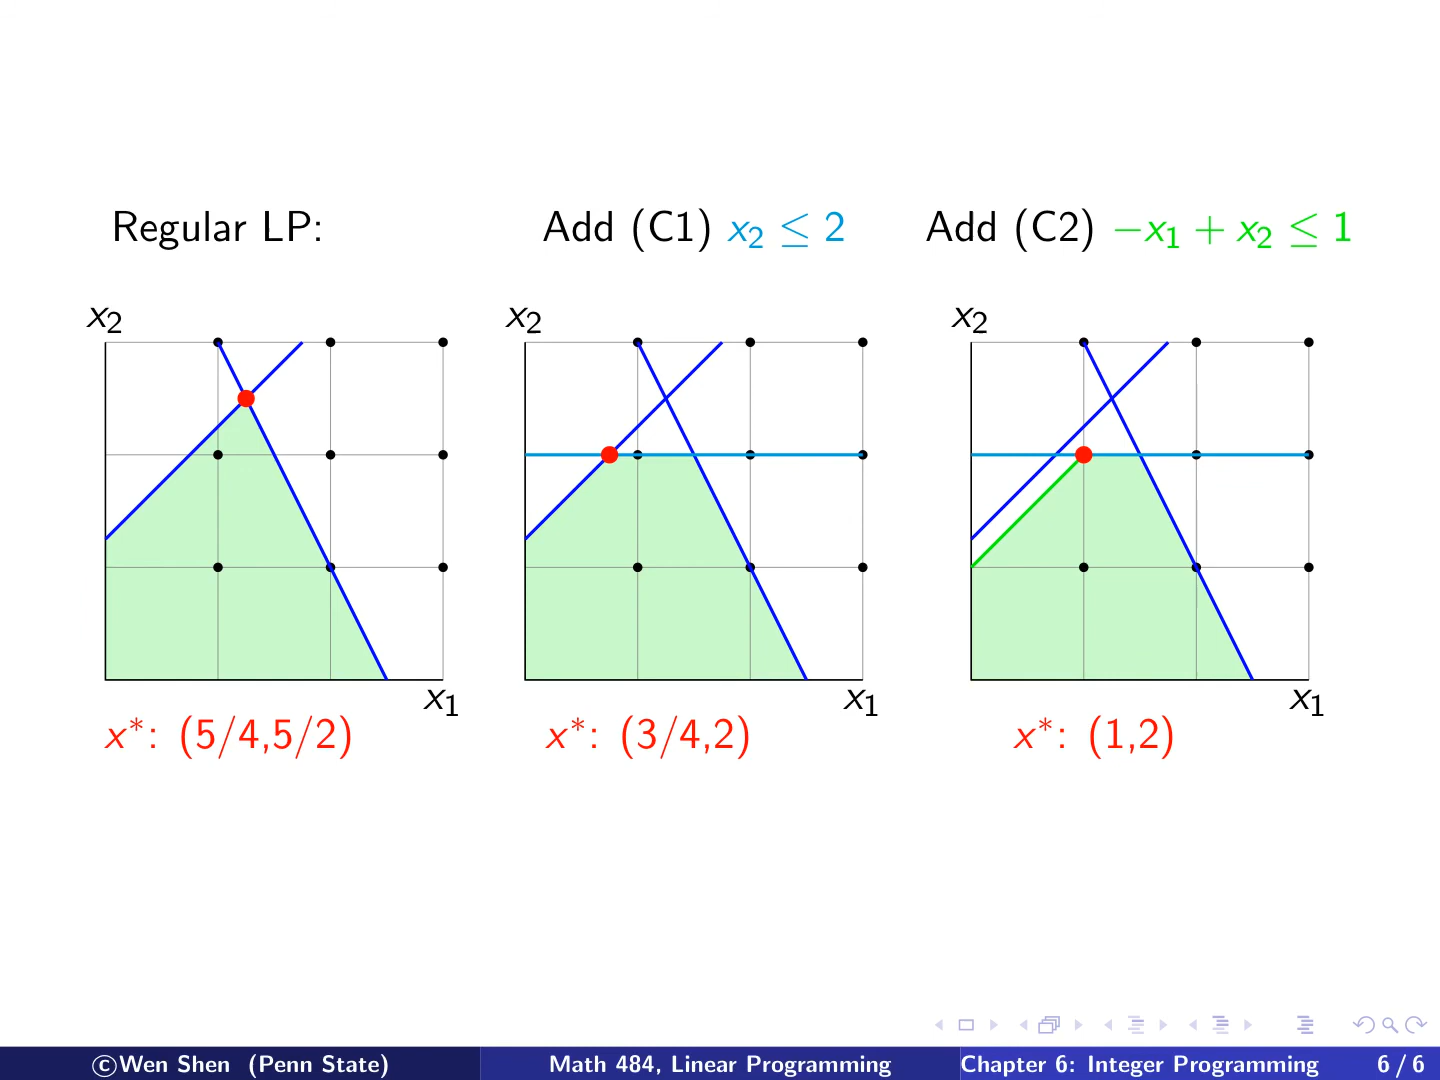 Regular LP:
Add (C1) x₂ ≤ 2
Add (C2) −x₁ + x₂ ≤ 1
x₂
x₂
x₂
x₁
x₁
x₁
x*: (5/4,5/2)
x*: (3/4,2)
x*: (1,2)
©Wen Shen (Penn State)
Math 484, Linear Programming
Chapter 6: Integer Programming
6 / 6